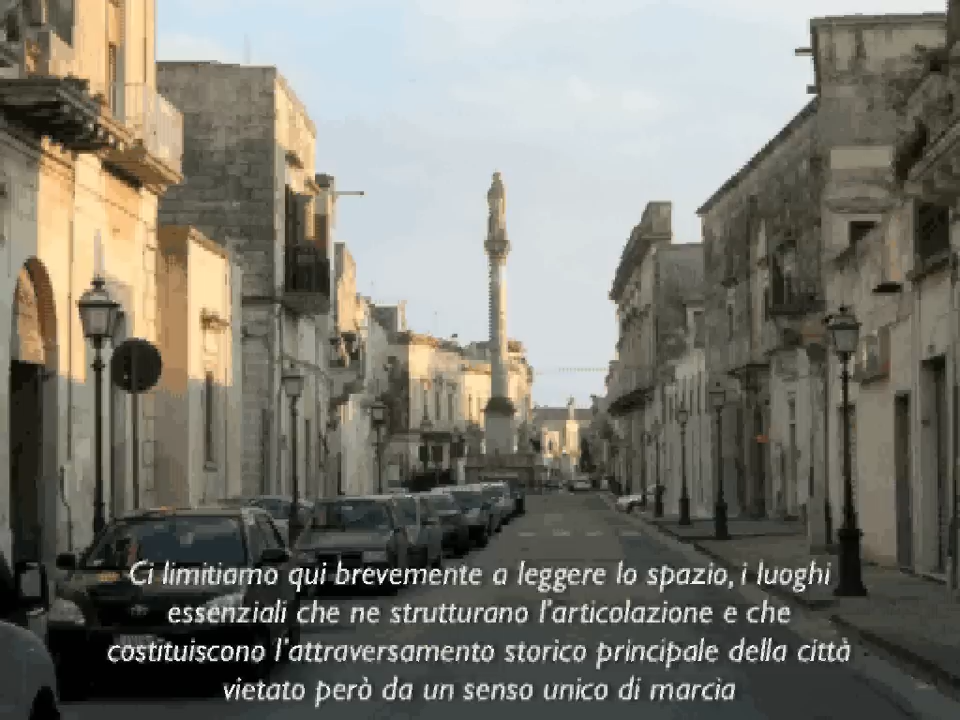 Ci limitiamo qui brevemente a leggere lo spazio, i luoghi
essenziali che ne strutturano l'articolazione e che
costituiscono l'attraversamento storico principale della città
vietato però da un senso unico di marcia